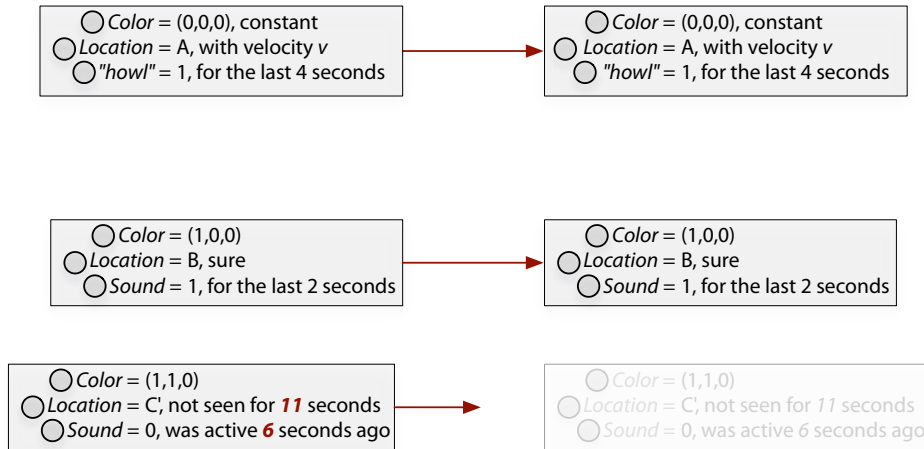 Color = (0,0,0), constant
Location = A, with velocity v
"howl" = 1, for the last 4 seconds
Color = (0,0,0), constant
Location = A, with velocity v
"howl" = 1, for the last 4 seconds
Color = (1,0,0)
Location = B, sure
Sound = 1, for the last 2 seconds
Color = (1,0,0)
Location = B, sure
Sound = 1, for the last 2 seconds
Color = (1,1,0)
Location = C', not seen for 11 seconds
Sound = 0, was active 6 seconds ago
Color = (1,1,0)
Location = C', not seen for 11 seconds
Sound = 0, was active 6 seconds ago